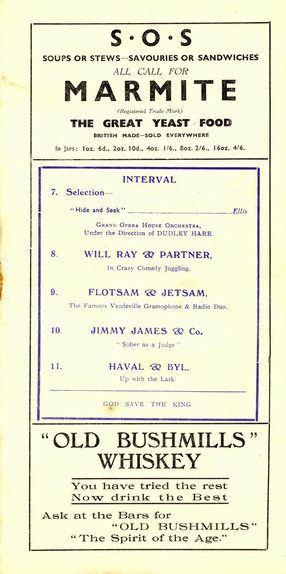 S·O·S
SOUPS OR STEWS—SAVOURIES OR SANDWICHES
ALL CALL FOR
MARMITE
(Registered Trade Mark)
THE GREAT YEAST FOOD
BRITISH MADE—SOLD EVERYWHERE
In Jars: 1oz. 6d., 2oz. 10d., 4oz. 1/6., 8oz. 2/6., 16oz. 4/6.
INTERVAL
7. Selection—
"Hide and Seek" Ellis
GRAND OPERA HOUSE ORCHESTRA,
Under the Direction of DUDLEY HARE.
8. WILL RAY & PARTNER,
In Crazy Comedy Juggling.
9. FLOTSAM & JETSAM,
The Famous Vaudeville Gramophone & Radio Duo.
10. JIMMY JAMES & Co.
"Sober as a Judge"
11. HAVAL & BYL,
Up with the Lark.
GOD SAVE THE KING
"OLD BUSHMILLS"
WHISKEY
You have tried the rest
Now drink the Best
Ask at the Bars for
"OLD BUSHMILLS"
"The Spirit of the Age."